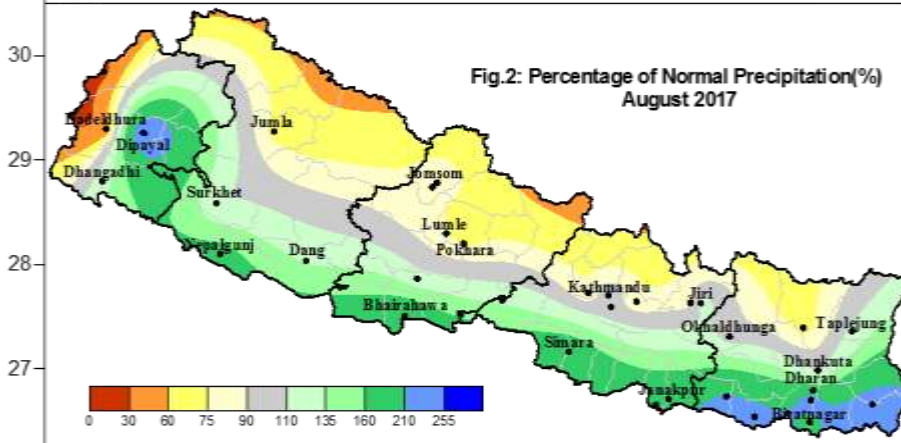 30
Fig.2: Percentage of Normal Precipitation(%)
August 2017
Dadeldhura
Jumla
Dipayal
29
Dhangadhi
Jomsom
Surkhet
Lumle
Pokhara
Nepalgunj
Dang
28
Kathmandu
Jiri
Bhairahawa
Okhaldhunga
Taplejung
Simara
27
Dhankuta
Dharan
Janakpur
Biratnagar
0 30 60 75 90 110 135 160 210 255